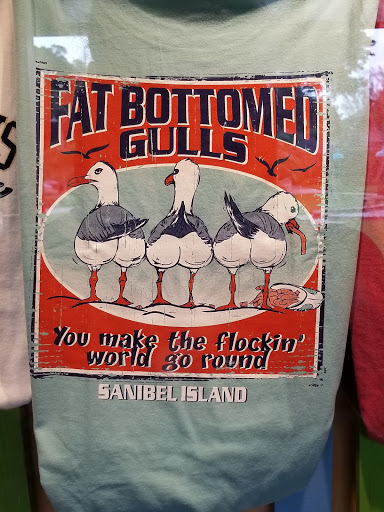 FAT BOTTOMED
GULLS
You make the flockin'
world go round
SANIBEL ISLAND